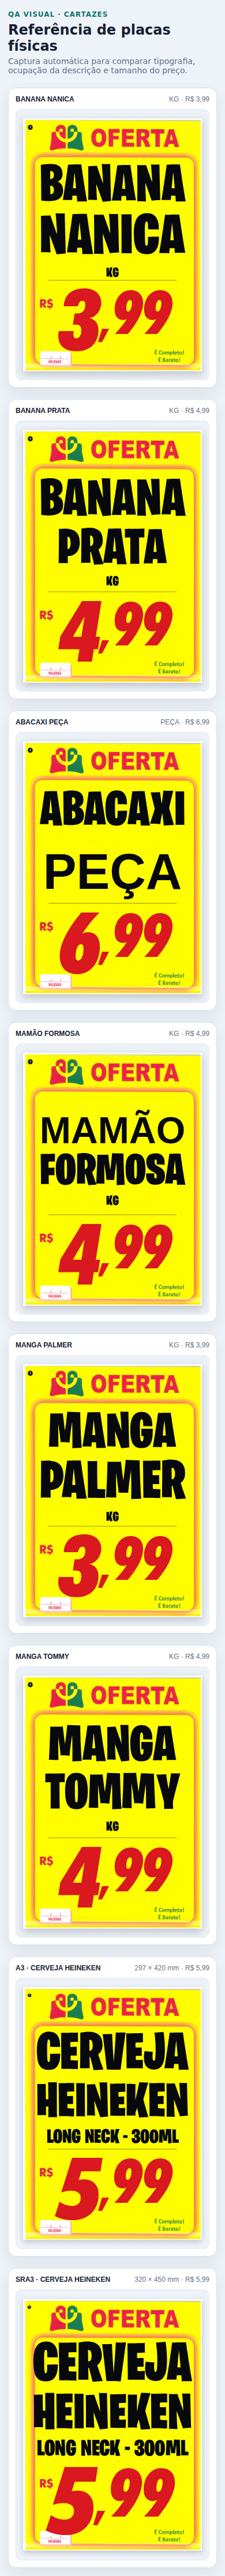 QA VISUAL · CARTAZES
Referência de placas
físicas
Captura automática para comparar tipografia,
ocupação da descrição e tamanho do preço.
BANANA NANICA KG · R$ 3,99
OFERTA
BANANA
NANICA
KG
R$ 3,99
É Completo!
É Barato!
BANANA PRATA KG · R$ 4,99
OFERTA
BANANA
PRATA
KG
R$ 4,99
É Completo!
É Barato!
ABACAXI PEÇA PEÇA · R$ 6,99
OFERTA
ABACAXI
PEÇA
R$ 6,99
É Completo!
É Barato!
MAMÃO FORMOSA KG · R$ 4,99
OFERTA
MAMÃO
FORMOSA
KG
R$ 4,99
É Completo!
É Barato!
MANGA PALMER KG · R$ 3,99
OFERTA
MANGA
PALMER
KG
R$ 3,99
É Completo!
É Barato!
MANGA TOMMY KG · R$ 4,99
OFERTA
MANGA
TOMMY
KG
R$ 4,99
É Completo!
É Barato!
A3 · CERVEJA HEINEKEN 297 × 420 mm · R$ 5,99
OFERTA
CERVEJA
HEINEKEN
LONG NECK - 300ML
R$ 5,99
É Completo!
É Barato!
SRA3 · CERVEJA HEINEKEN 320 × 450 mm · R$ 5,99
OFERTA
CERVEJA
HEINEKEN
LONG NECK - 300ML
R$ 5,99
É Completo!
É Barato!